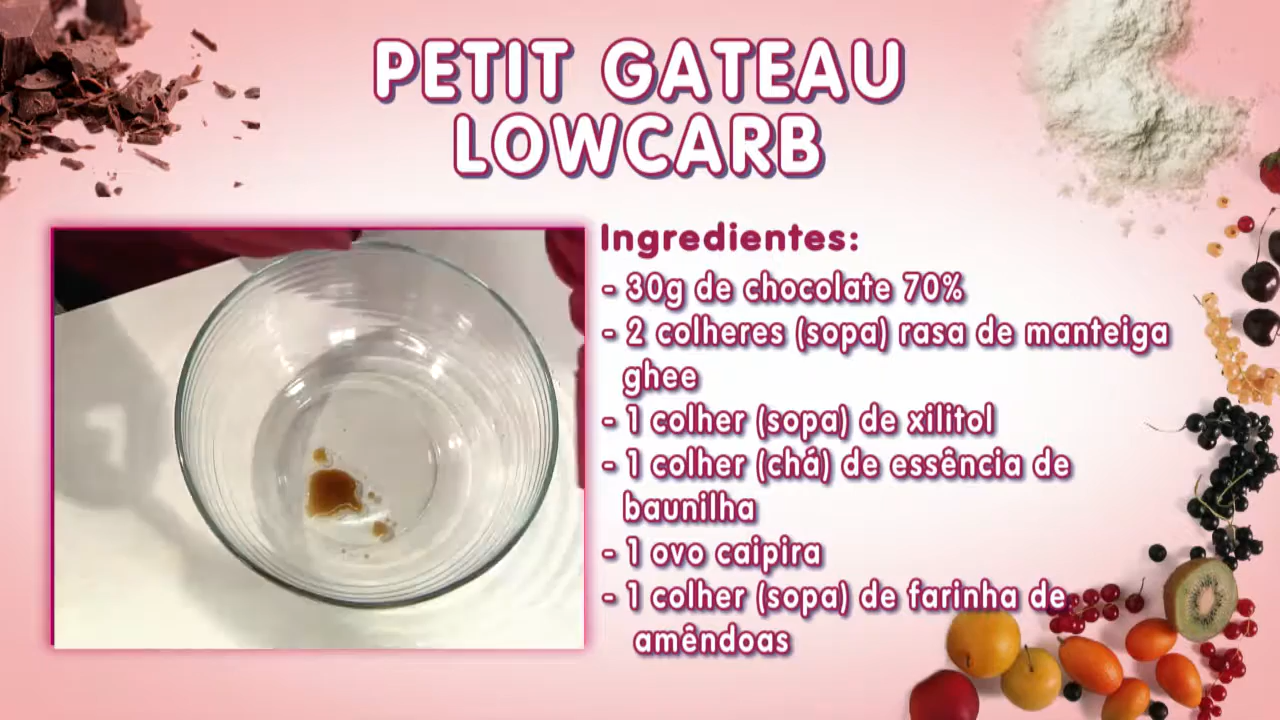 PETIT GATEAU
LOWCARB
Ingredientes:
- 30g de chocolate 70%
- 2 colheres (sopa) rasa de manteiga
ghee
- 1 colher (sopa) de xilitol
- 1 colher (chá) de essência de
baunilha
- 1 ovo caipira
- 1 colher (sopa) de farinha de
amêndoas